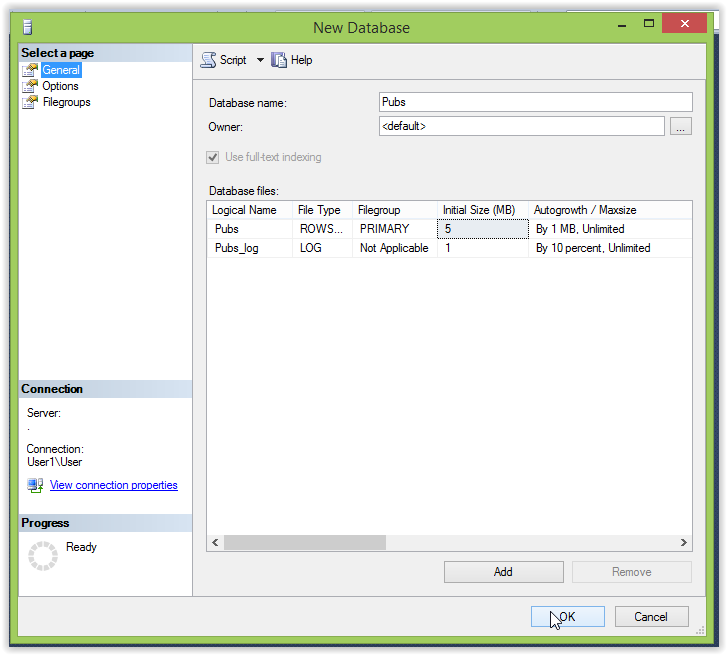 New Database
Select a page
General
Options
Filegroups
Script Help
Database name: Pubs
Owner: <default> ...
Use full-text indexing
Database files:
Logical Name File Type Filegroup Initial Size (MB) Autogrowth / Maxsize
Pubs ROWS... PRIMARY 5 By 1 MB, Unlimited
Pubs_log LOG Not Applicable 1 By 10 percent, Unlimited
Connection
Server:
.
Connection:
User1\User
View connection properties
Progress
Ready
Add Remove
OK Cancel